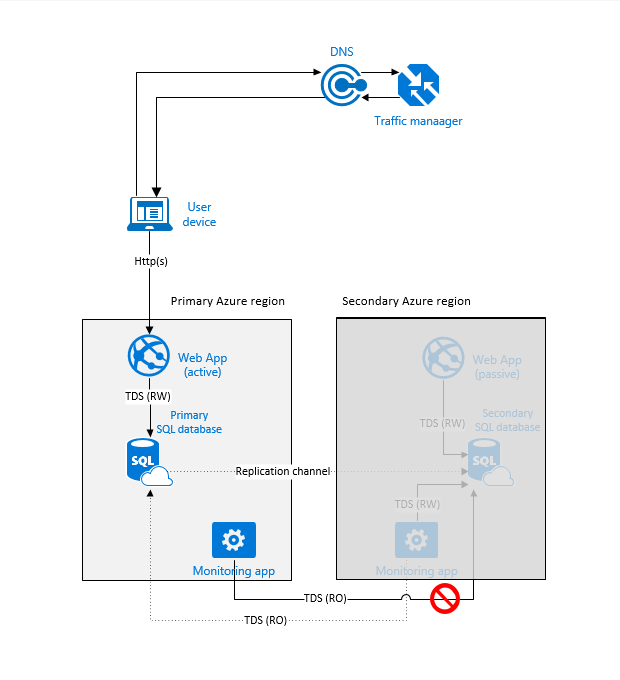 DNS
Traffic manaager
User
device
Http(s)
Primary Azure region
Secondary Azure region
Web App
(active)
Web App
(passive)
TDS (RW)
Primary
SQL database
Secondary
SQL database
TDS (RW)
SQL
SQL
Replication channel
TDS (RW)
Monitoring app
Monitoring app
TDS (RO)
TDS (RO)